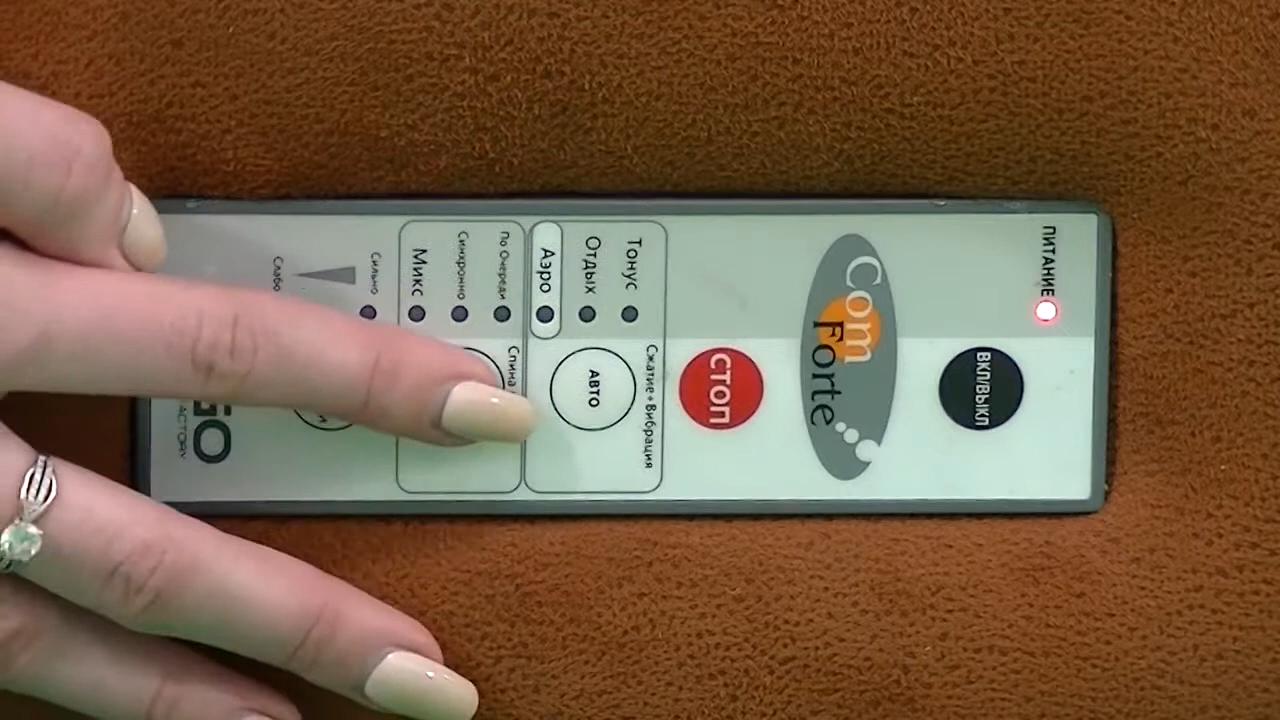 ПИТАНИЕ
ВКЛ/ВЫКЛ
Com
Forte
СТОП
Сжатие+Вибрация
Тонус
Отдых
Аэро
АВТО
По Очереди
Синхронно
Микс
Спина
Сильно
Слабо